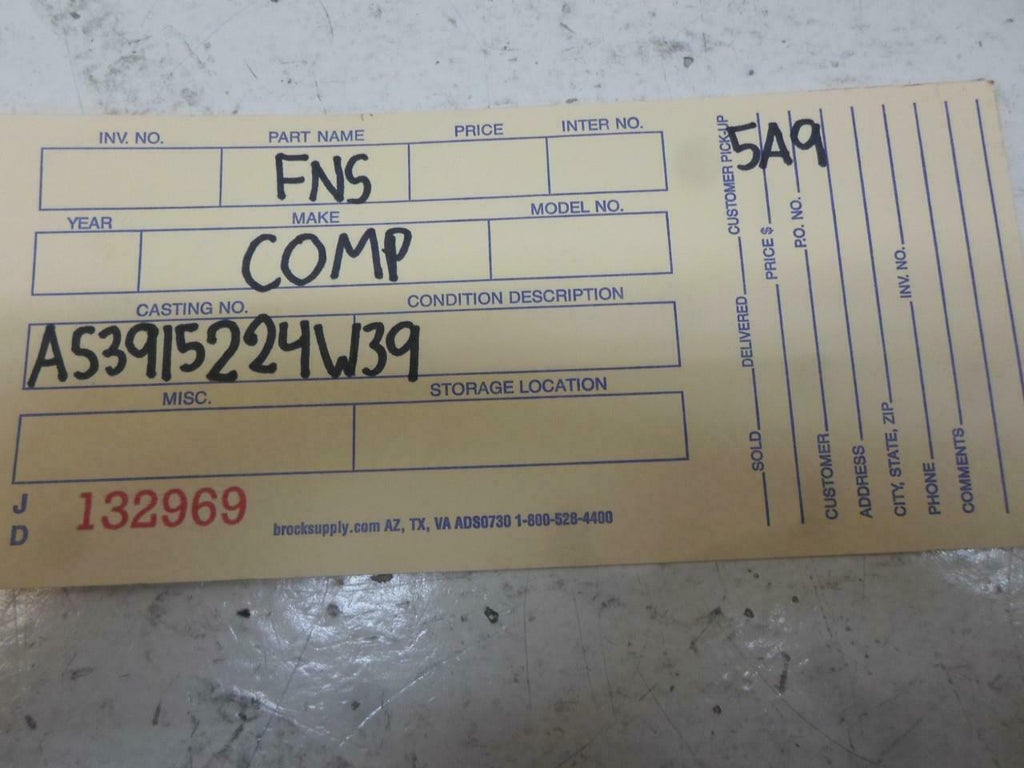 INV. NO. PART NAME PRICE INTER NO.
FNS
YEAR MAKE MODEL NO.
COMP
CASTING NO. CONDITION DESCRIPTION
AS3915224W39
MISC. STORAGE LOCATION
J
D
132969
brocksupply.com AZ, TX, VA ADS0730 1-800-528-4400
5A9
SOLD DELIVERED CUSTOMER PICK-UP
PRICE $
P.O. NO.
CUSTOMER
ADDRESS
CITY, STATE, ZIP INV. NO.
PHONE
COMMENTS